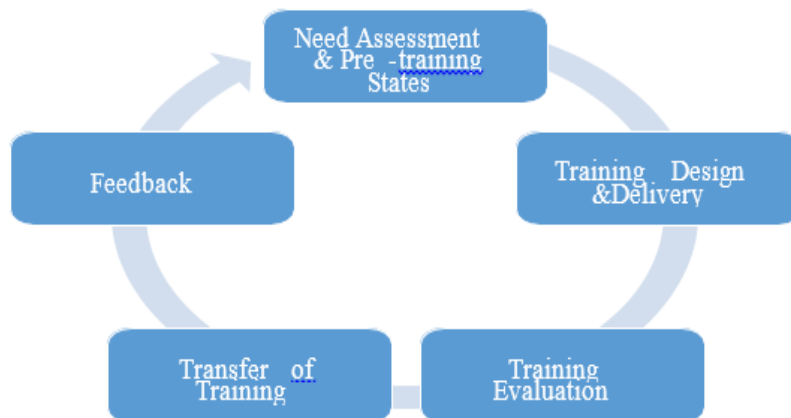 Need Assessment
& Pre -training
States
Training Design
&Delivery
Training
Evaluation
Transfer of
Training
Feedback